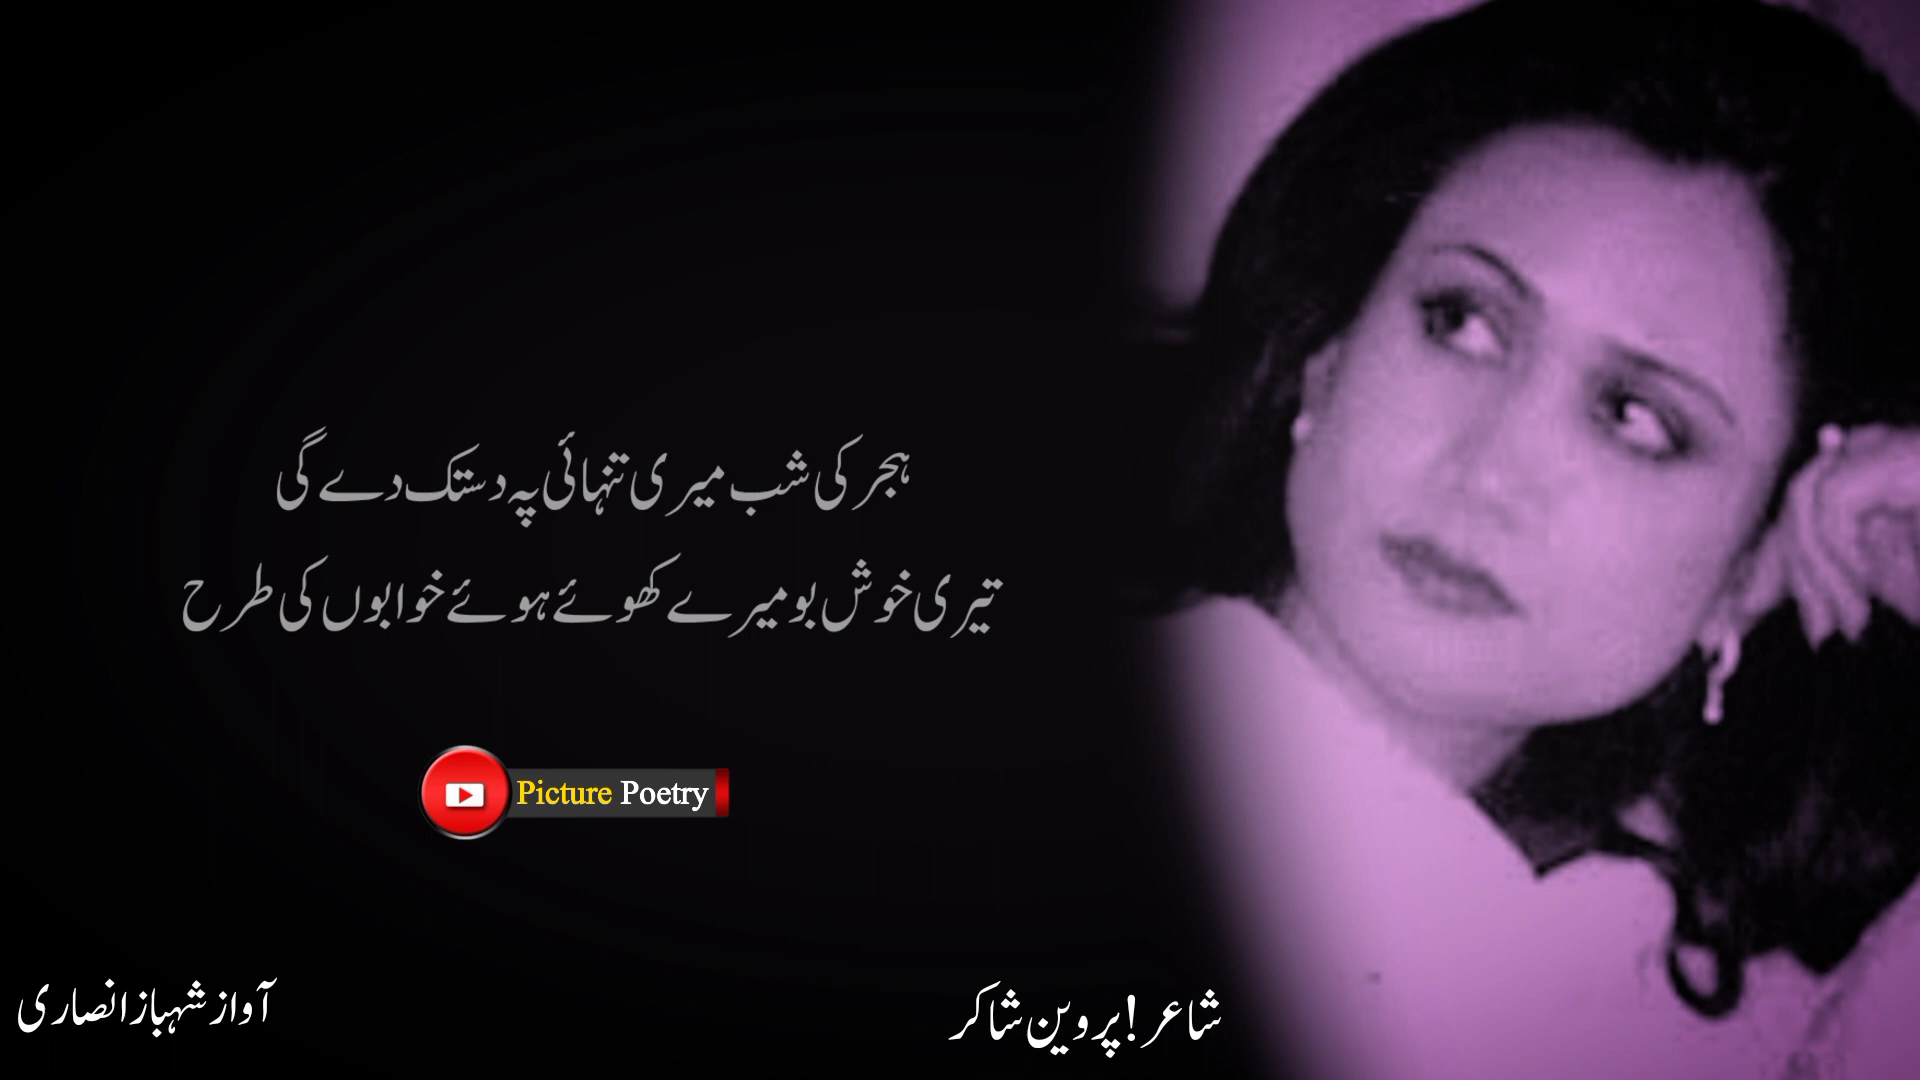 ہجر کی شب میری تنہائی پہ دستک دے گی
تیری خوش بو میرے کھوئے ہوئے خوابوں کی طرح
Picture Poetry
شاعر ! پروین شاکر
آواز شہباز انصاری